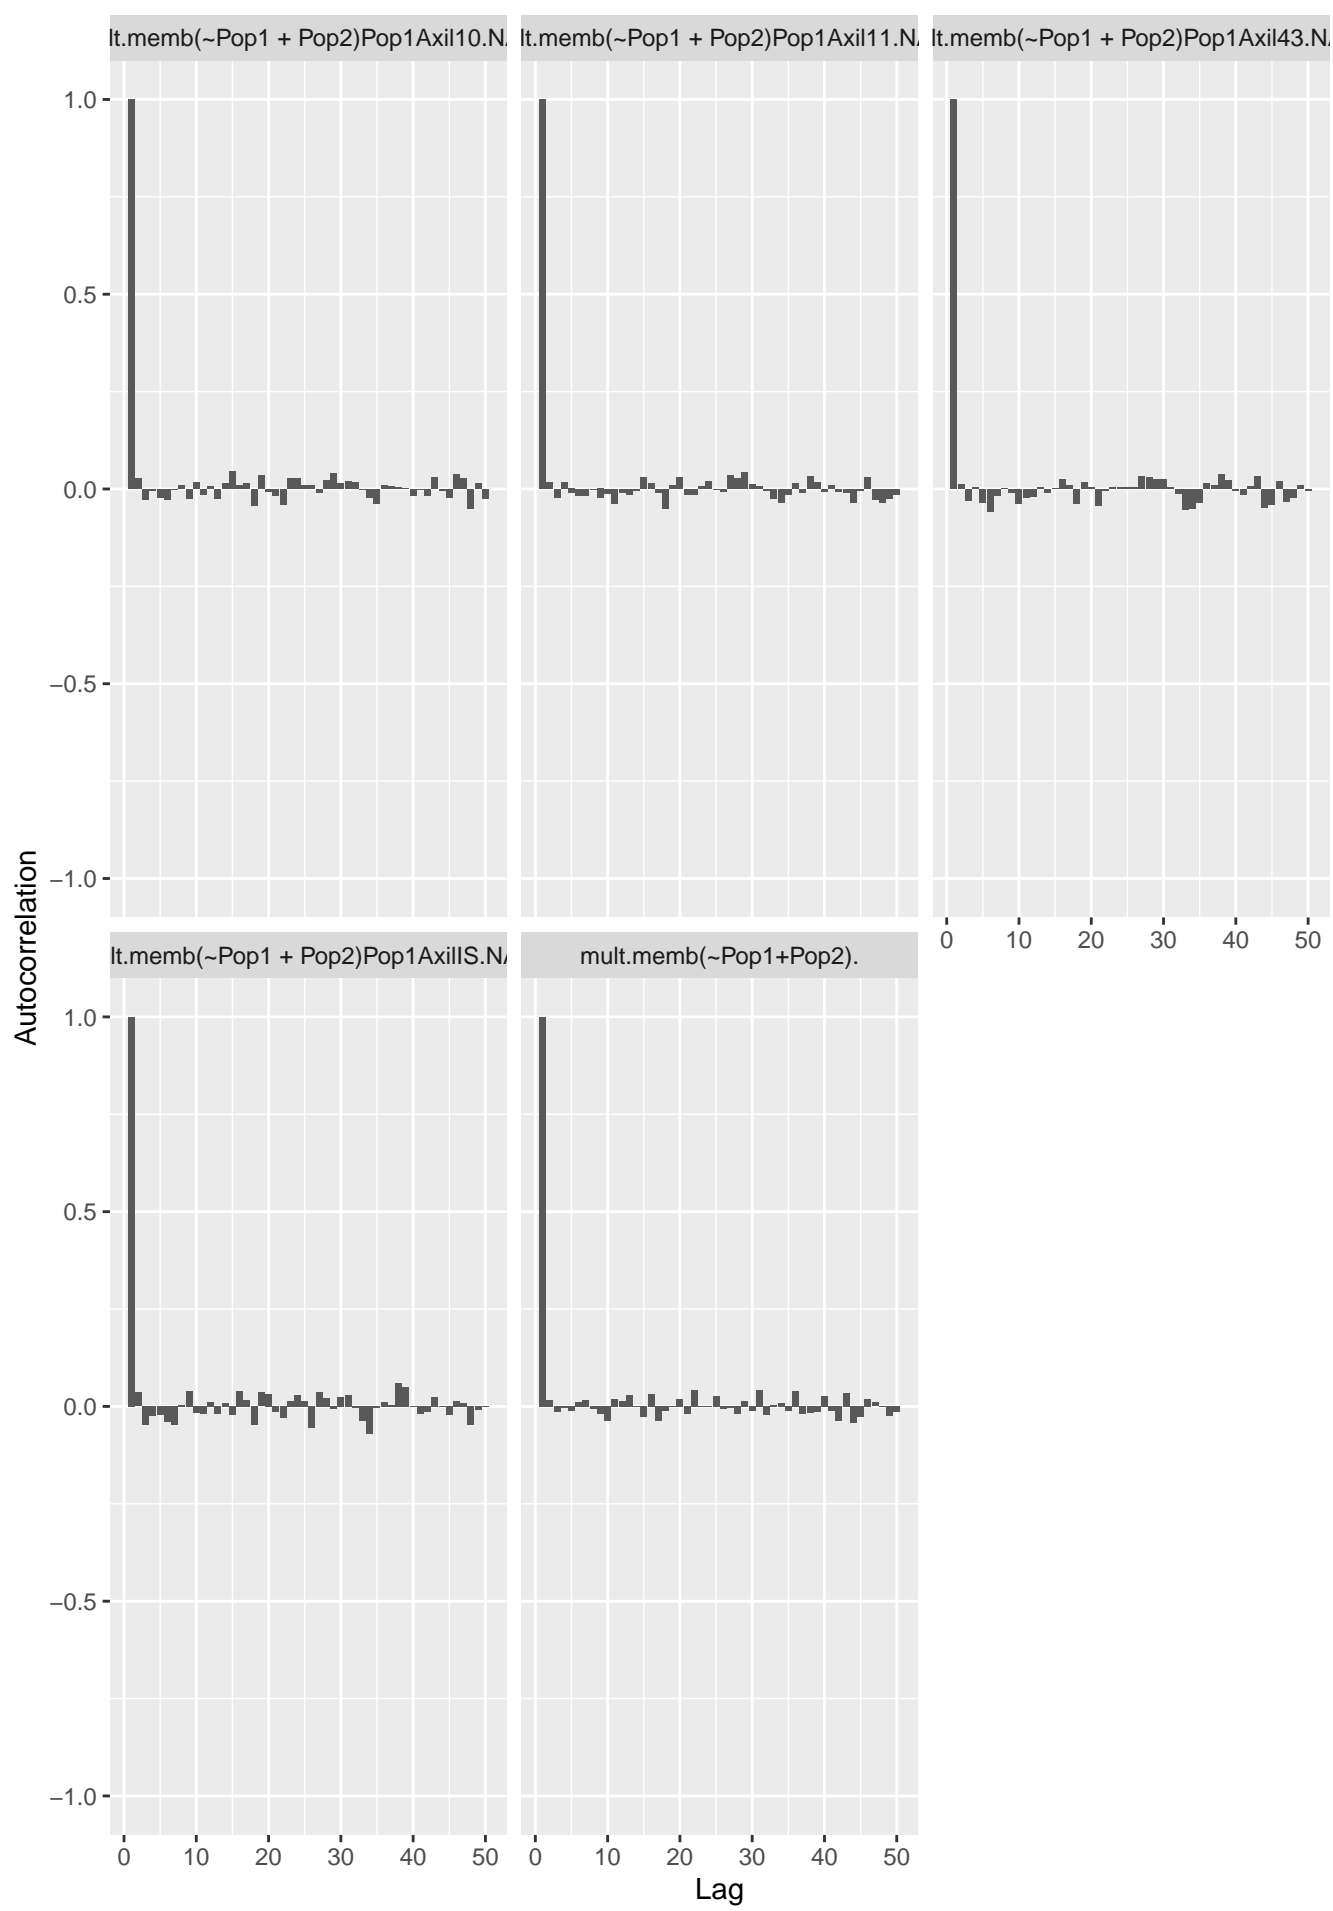 lt.memb(~Pop1 + Pop2)Pop1Axil10.N
lt.memb(~Pop1 + Pop2)Pop1Axil11.N
lt.memb(~Pop1 + Pop2)Pop1Axil43.N
1.0
0.5
0.0
−0.5
−1.0
0 10 20 30 40 50
lt.memb(~Pop1 + Pop2)Pop1AxilIS.N
mult.memb(~Pop1+Pop2).
1.0
0.5
0.0
−0.5
−1.0
0 10 20 30 40 50
0 10 20 30 40 50
Autocorrelation
Lag